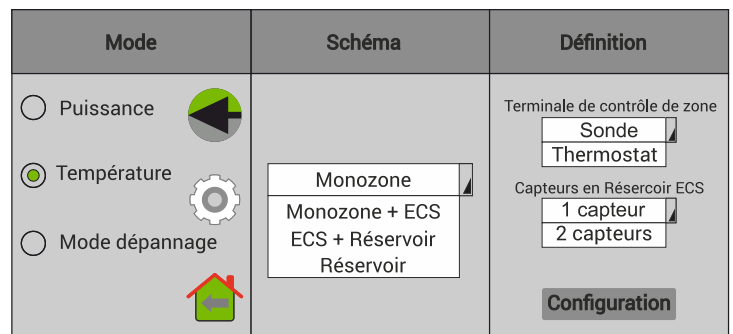 Mode
Schéma
Définition
Puissance
Température
Mode dépannage
Monozone
Monozone + ECS
ECS + Réservoir
Réservoir
Terminale de contrôle de zone
Sonde
Thermostat
Capteurs en Résercoir ECS
1 capteur
2 capteurs
Configuration